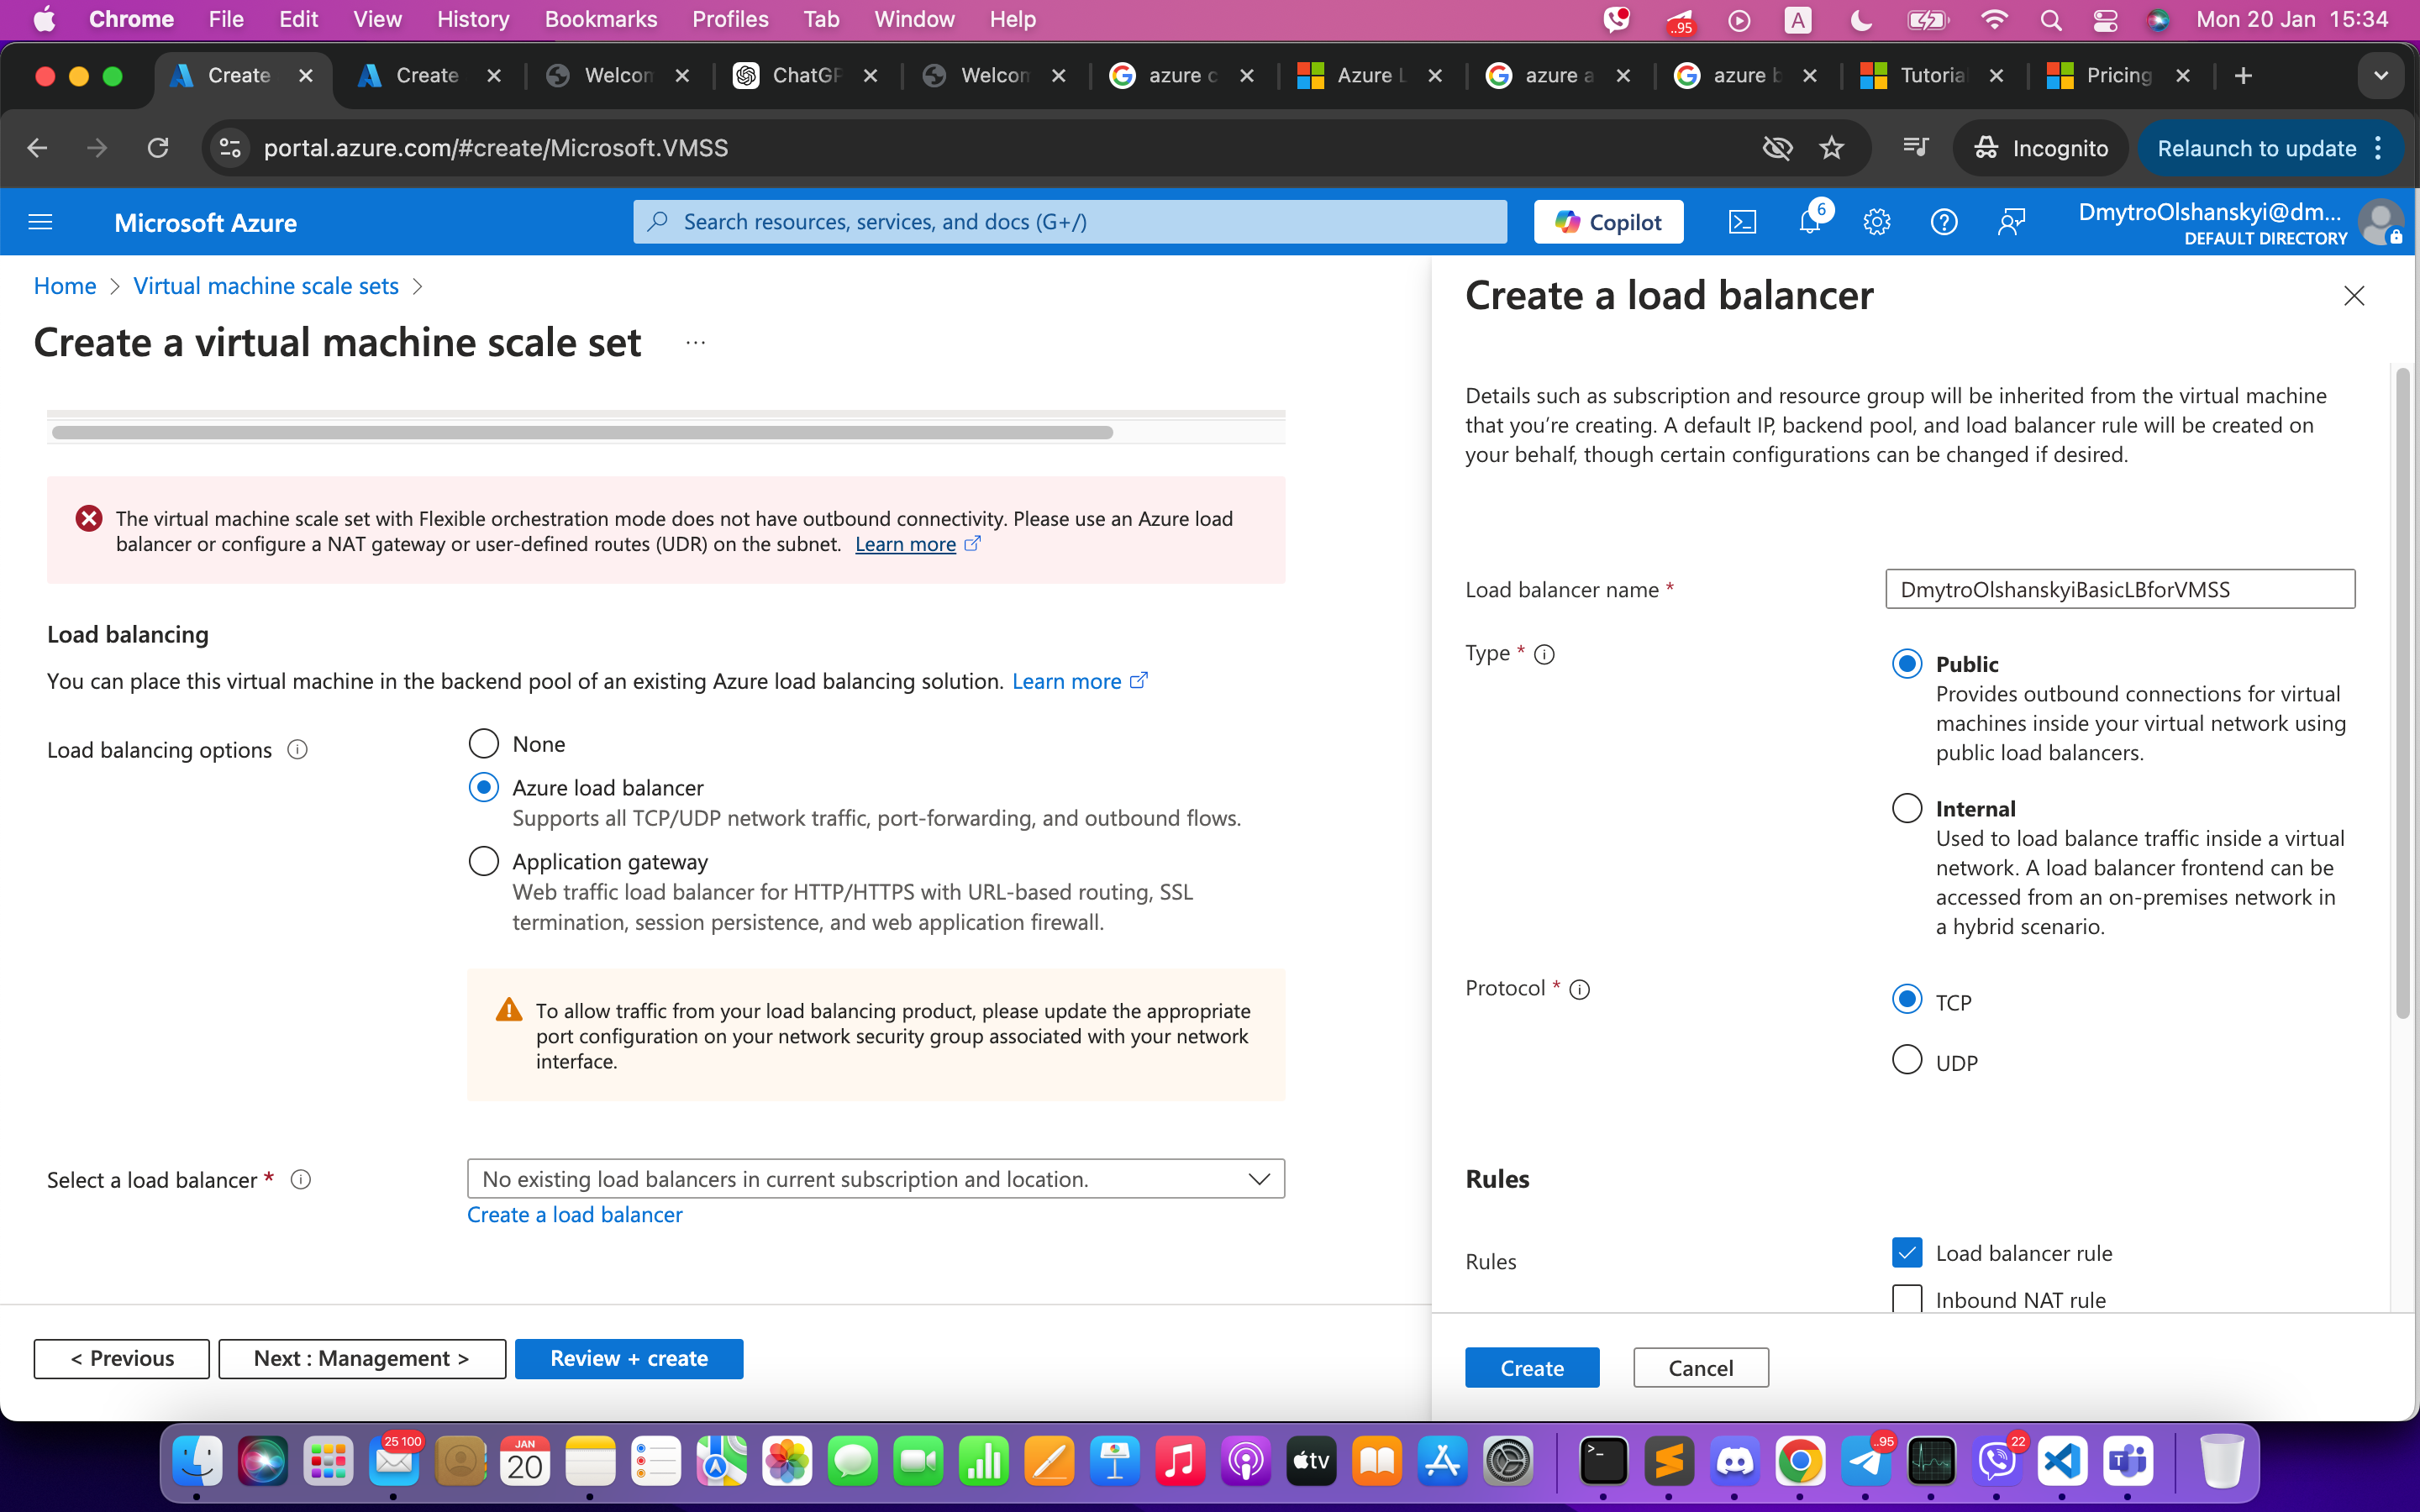 Chrome File Edit View History Bookmarks Profiles Tab Window Help ..95 A Mon 20 Jan 15:34
Create Create Welcon ChatGP Welcon azure c Azure L azure a azure b Tutoria Pricing
portal.azure.com/#create/Microsoft.VMSS Incognito Relaunch to update
Microsoft Azure Search resources, services, and docs (G+/) Copilot 6 DmytroOlshanskyi@dm...
DEFAULT DIRECTORY
Home > Virtual machine scale sets >
Create a virtual machine scale set ...
The virtual machine scale set with Flexible orchestration mode does not have outbound connectivity. Please use an Azure load
balancer or configure a NAT gateway or user-defined routes (UDR) on the subnet. Learn more
Load balancing
You can place this virtual machine in the backend pool of an existing Azure load balancing solution. Learn more
Load balancing options
None
Azure load balancer
Supports all TCP/UDP network traffic, port-forwarding, and outbound flows.
Application gateway
Web traffic load balancer for HTTP/HTTPS with URL-based routing, SSL
termination, session persistence, and web application firewall.
To allow traffic from your load balancing product, please update the appropriate
port configuration on your network security group associated with your network
interface.
Select a load balancer *
No existing load balancers in current subscription and location.
Create a load balancer
< Previous Next : Management > Review + create
Create a load balancer
Details such as subscription and resource group will be inherited from the virtual machine
that you're creating. A default IP, backend pool, and load balancer rule will be created on
your behalf, though certain configurations can be changed if desired.
Load balancer name *
DmytroOlshanskyiBasicLBforVMSS
Type *
Public
Provides outbound connections for virtual
machines inside your virtual network using
public load balancers.
Internal
Used to load balance traffic inside a virtual
network. A load balancer frontend can be
accessed from an on-premises network in
a hybrid scenario.
Protocol *
TCP
UDP
Rules
Rules
Load balancer rule
Inbound NAT rule
Create Cancel
25 100 JAN 20 tv ..95 22